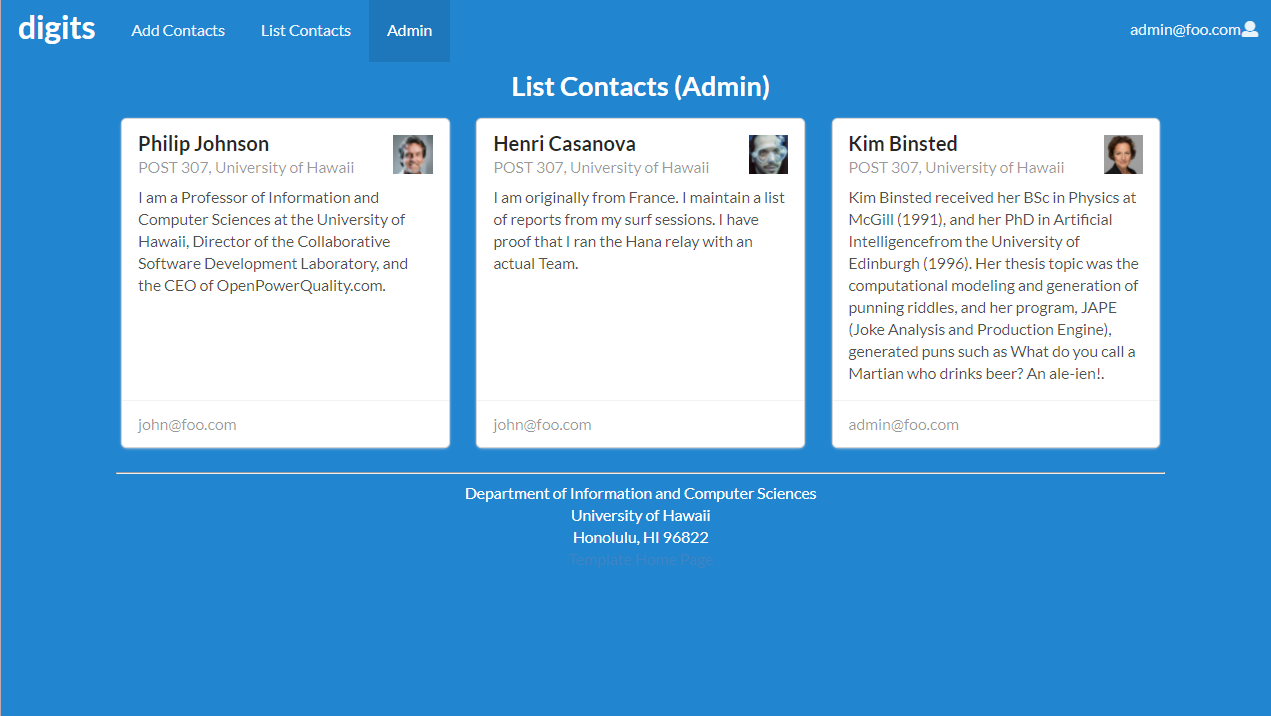 digits
Add Contacts
List Contacts
Admin
admin@foo.com
List Contacts (Admin)
Philip Johnson
POST 307, University of Hawaii
I am a Professor of Information and
Computer Sciences at the University of
Hawaii, Director of the Collaborative
Software Development Laboratory, and
the CEO of OpenPowerQuality.com.
john@foo.com
Henri Casanova
POST 307, University of Hawaii
I am originally from France. I maintain a list
of reports from my surf sessions. I have
proof that I ran the Hana relay with an
actual Team.
john@foo.com
Kim Binsted
POST 307, University of Hawaii
Kim Binsted received her BSc in Physics at
McGill (1991), and her PhD in Artificial
Intelligencefrom the University of
Edinburgh (1996). Her thesis topic was the
computational modeling and generation of
punning riddles, and her program, JAPE
(Joke Analysis and Production Engine),
generated puns such as What do you call a
Martian who drinks beer? An ale-ien!.
admin@foo.com
Department of Information and Computer Sciences
University of Hawaii
Honolulu, HI 96822
Template Home Page